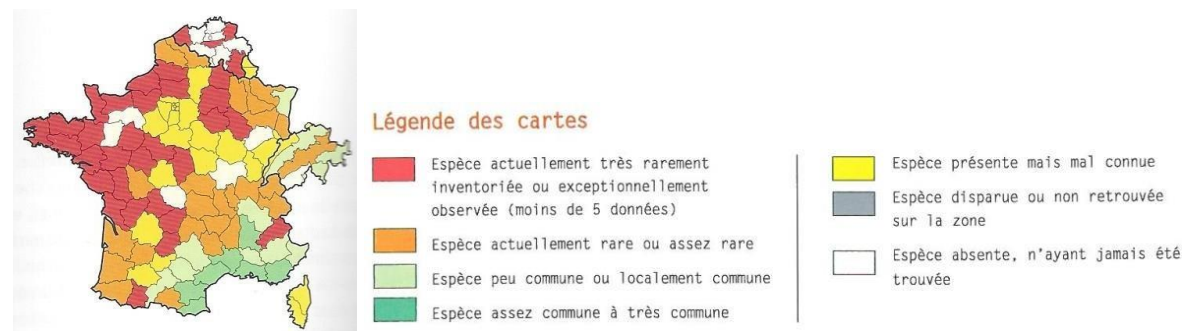 Légende des cartes
Espèce actuellement très rarement
inventoriée ou exceptionnellement
observée (moins de 5 données)
Espèce actuellement rare ou assez rare
Espèce peu commune ou localement commune
Espèce assez commune à très commune
Espèce présente mais mal connue
Espèce disparue ou non retrouvée
sur la zone
Espèce absente, n'ayant jamais été
trouvée